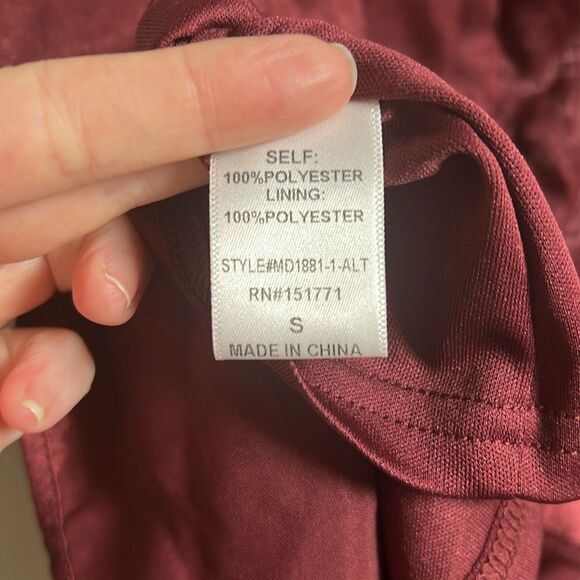 SELF:
100%POLYESTER
LINING:
100%POLYESTER
STYLE#MD1881-1-ALT
RN#151771
S
MADE IN CHINA